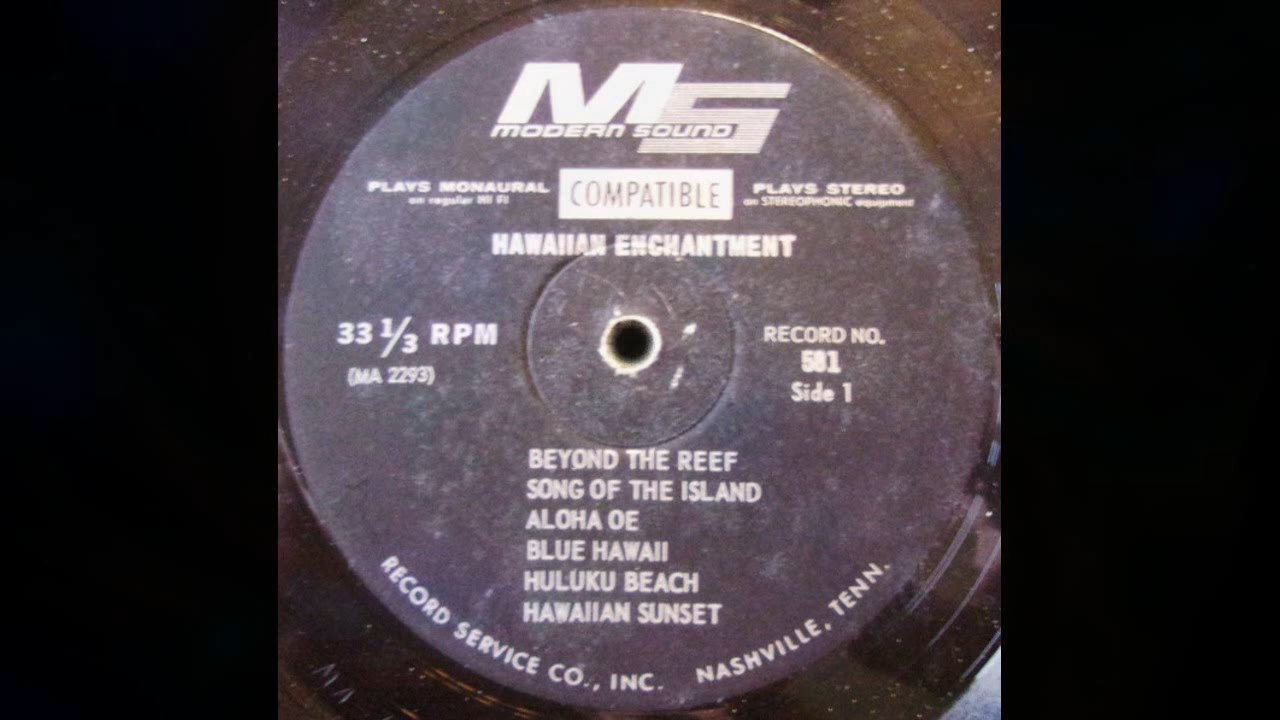 MS
MODERN SOUND
PLAYS MONAURAL
on regular HI FI
COMPATIBLE
PLAYS STEREO
on STEREOPHONIC equipment
HAWAIIAN ENCHANTMENT
33 1/3 RPM
(MA 2293)
RECORD NO.
581
Side 1
BEYOND THE REEF
SONG OF THE ISLAND
ALOHA OE
BLUE HAWAII
HULUKU BEACH
HAWAIIAN SUNSET
RECORD SERVICE CO., INC. NASHVILLE, TENN.